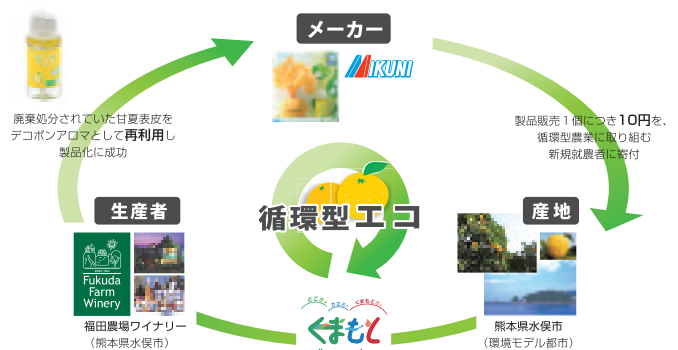 メーカー
MIKUNI
廃棄処分されていた甘夏表皮を
デコポンアロマとして再利用し
製品化に成功
製品販売1個につき10円を、
循環型農業に取り組む
新規就農者に寄付
生産者
循環型エコ
産地
Fukuda
Farm
Winery
福田農場ワイナリー
(熊本県水俣市)
くまもと
熊本県水俣市
(環境モデル都市)